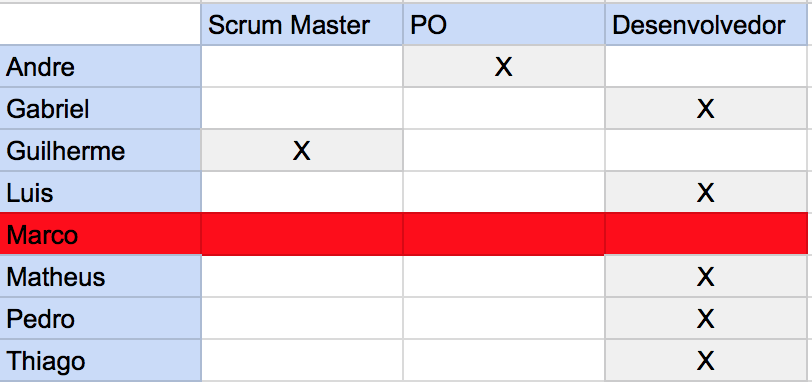 Scrum Master PO Desenvolvedor
Andre X
Gabriel X
Guilherme X
Luis X
Marco
Matheus X
Pedro X
Thiago X